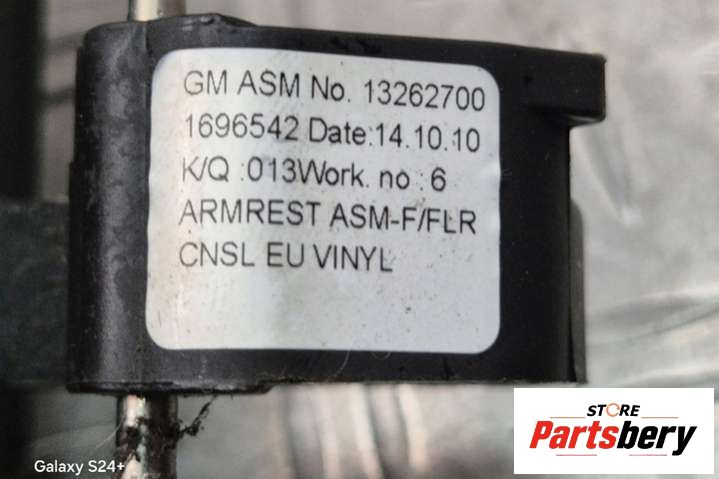 GM ASM No. 13262700
1696542 Date:14.10.10
K/Q :013Work. no : 6
ARMREST ASM-F/FLR
CNSL EU VINYL
STORE
Partsbery
Galaxy S24+